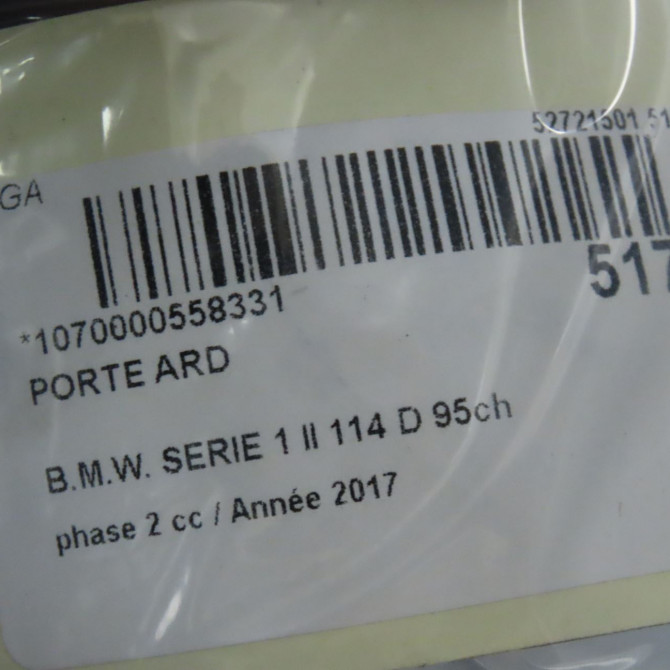 52721501 51
GA
517
*1070000558331
PORTE ARD
B.M.W. SERIE 1 II 114 D 95ch
phase 2 cc / Année 2017